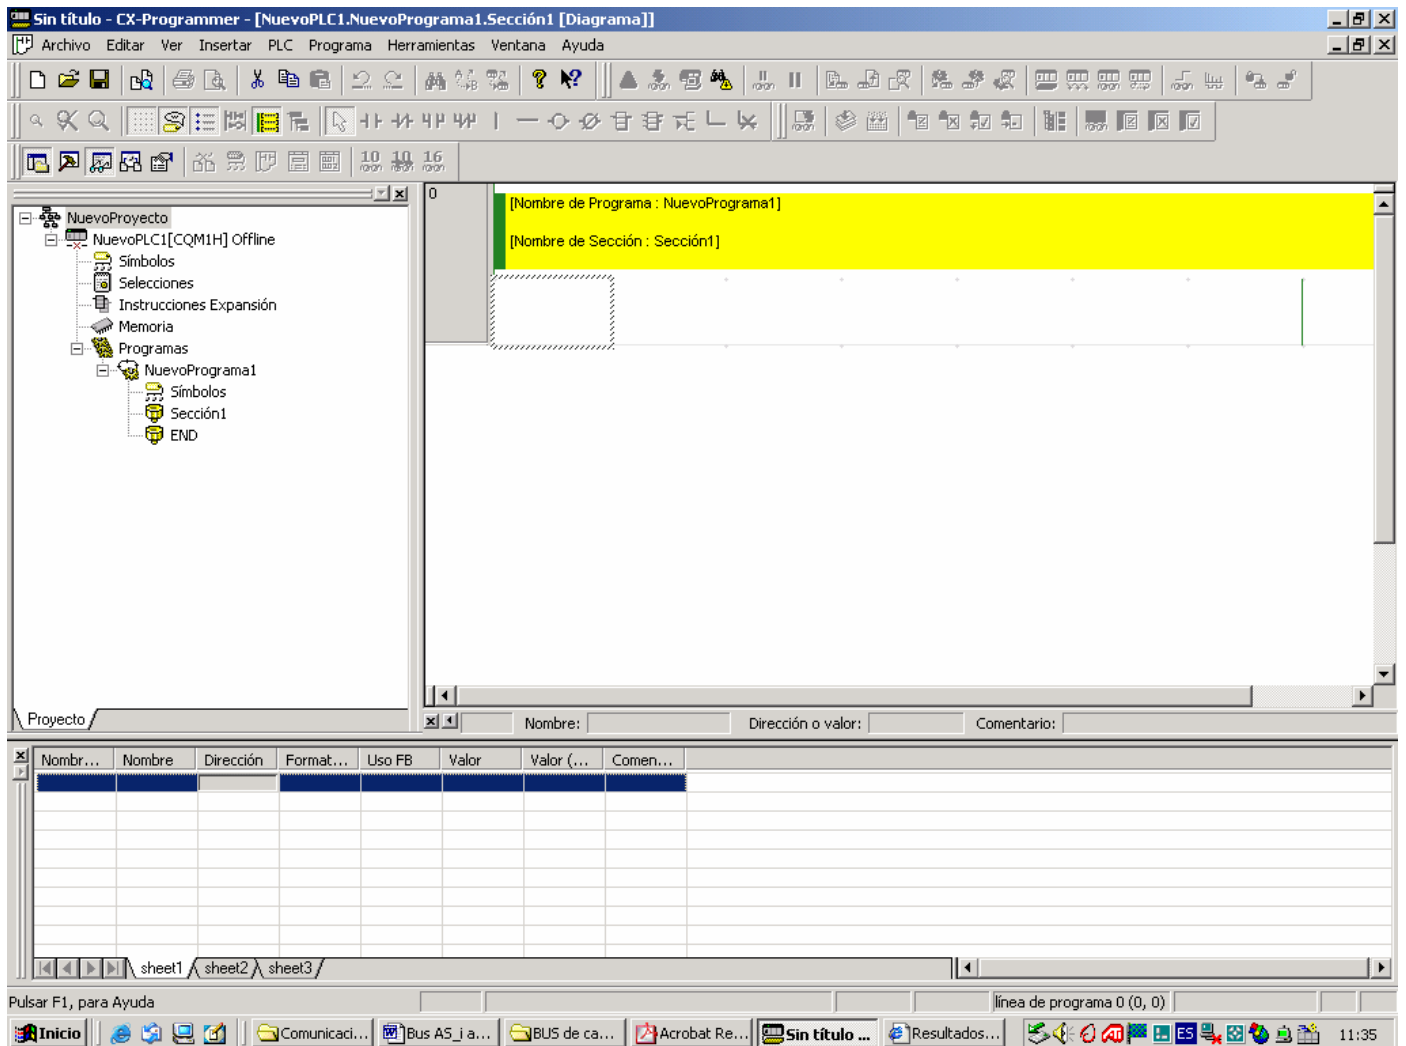 Sin título - CX-Programmer - [NuevoPLC1.NuevoPrograma1.Sección1 [Diagrama]]
Archivo Editar Ver Insertar PLC Programa Herramientas Ventana Ayuda
10 10 16
NuevoProyecto
NuevoPLC1[CQM1H] Offline
Símbolos
Selecciones
Instrucciones Expansión
Memoria
Programas
NuevoPrograma1
Símbolos
Sección1
END
Proyecto
0
[Nombre de Programa : NuevoPrograma1]
[Nombre de Sección : Sección1]
Nombre: Dirección o valor: Comentario:
Nombr... Nombre Dirección Format... Uso FB Valor Valor (... Comen...
sheet1 sheet2 sheet3
Pulsar F1, para Ayuda
línea de programa 0 (0, 0)
Inicio Comunicaci... Bus AS_i a... BUS de ca... Acrobat Re... Sin título ... Resultados... ES 11:35